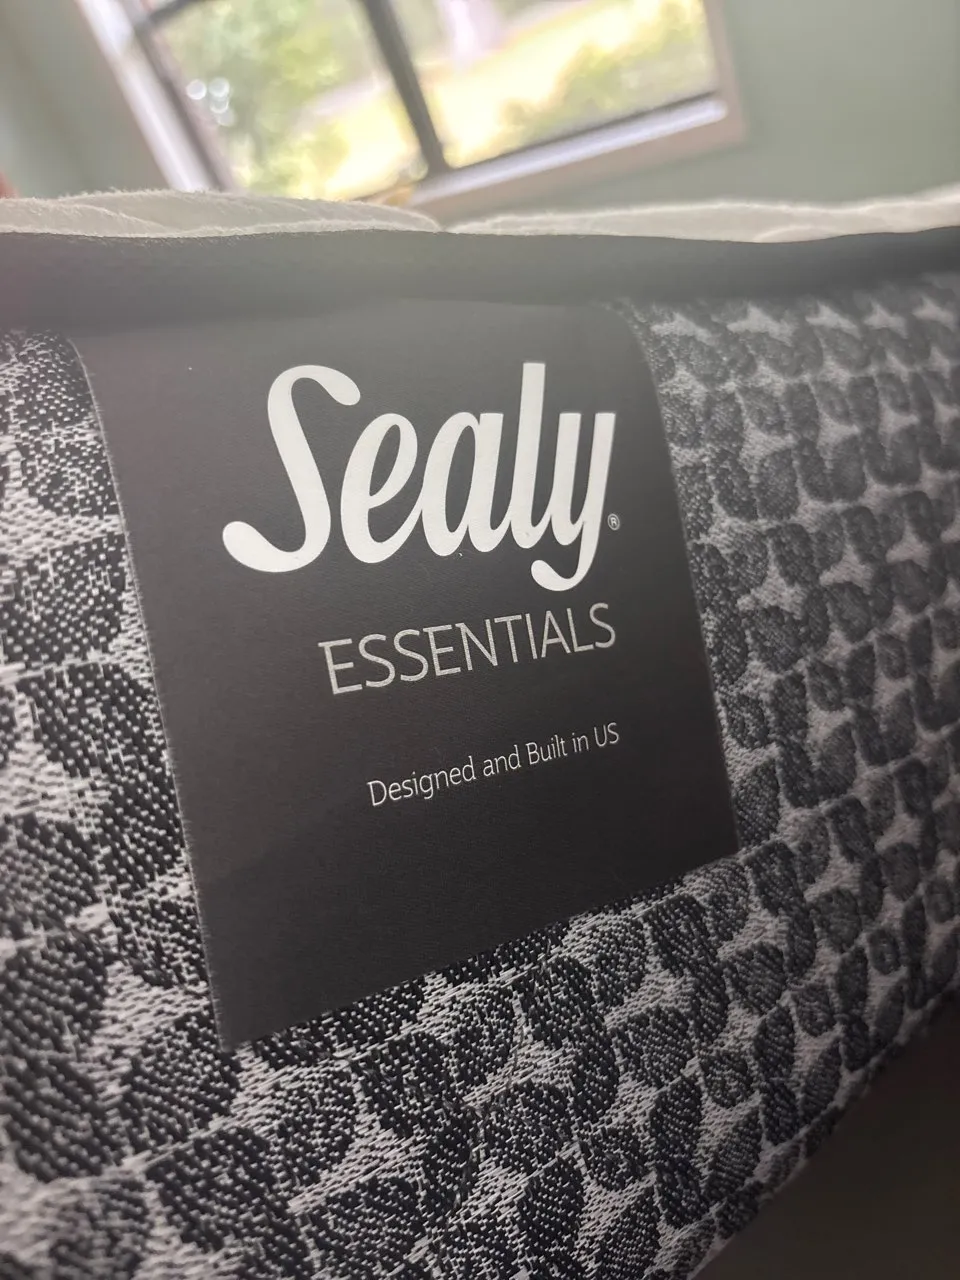 Sealy®
ESSENTIALS
Designed and Built in US